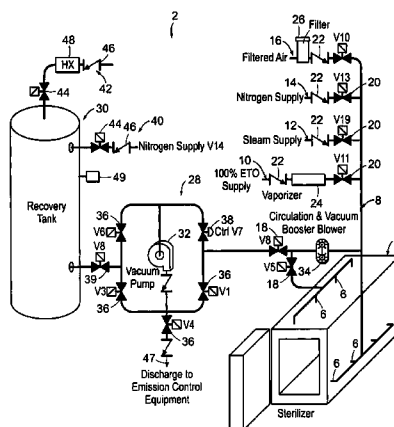 2
48
HX
46
42
44
30
44
46
40
Nitrogen Supply V14
49
Recovery
Tank
28
36
V6
32
38
Ctrl V7
V8
39
Vacuum
Pump
36
V3
36
V1
36
V4
36
47
Discharge to
Emission Control
Equipment
26
Filter
16
22
V10
Filtered Air
14
22
V13
20
Nitrogen Supply
12
22
V19
20
Steam Supply
10
22
V11
20
100% ETO
Supply
Vaporizer
24
8
Circulation & Vacuum
Booster Blower
18
V8
V5
34
18
6
6
6
6
Sterilizer